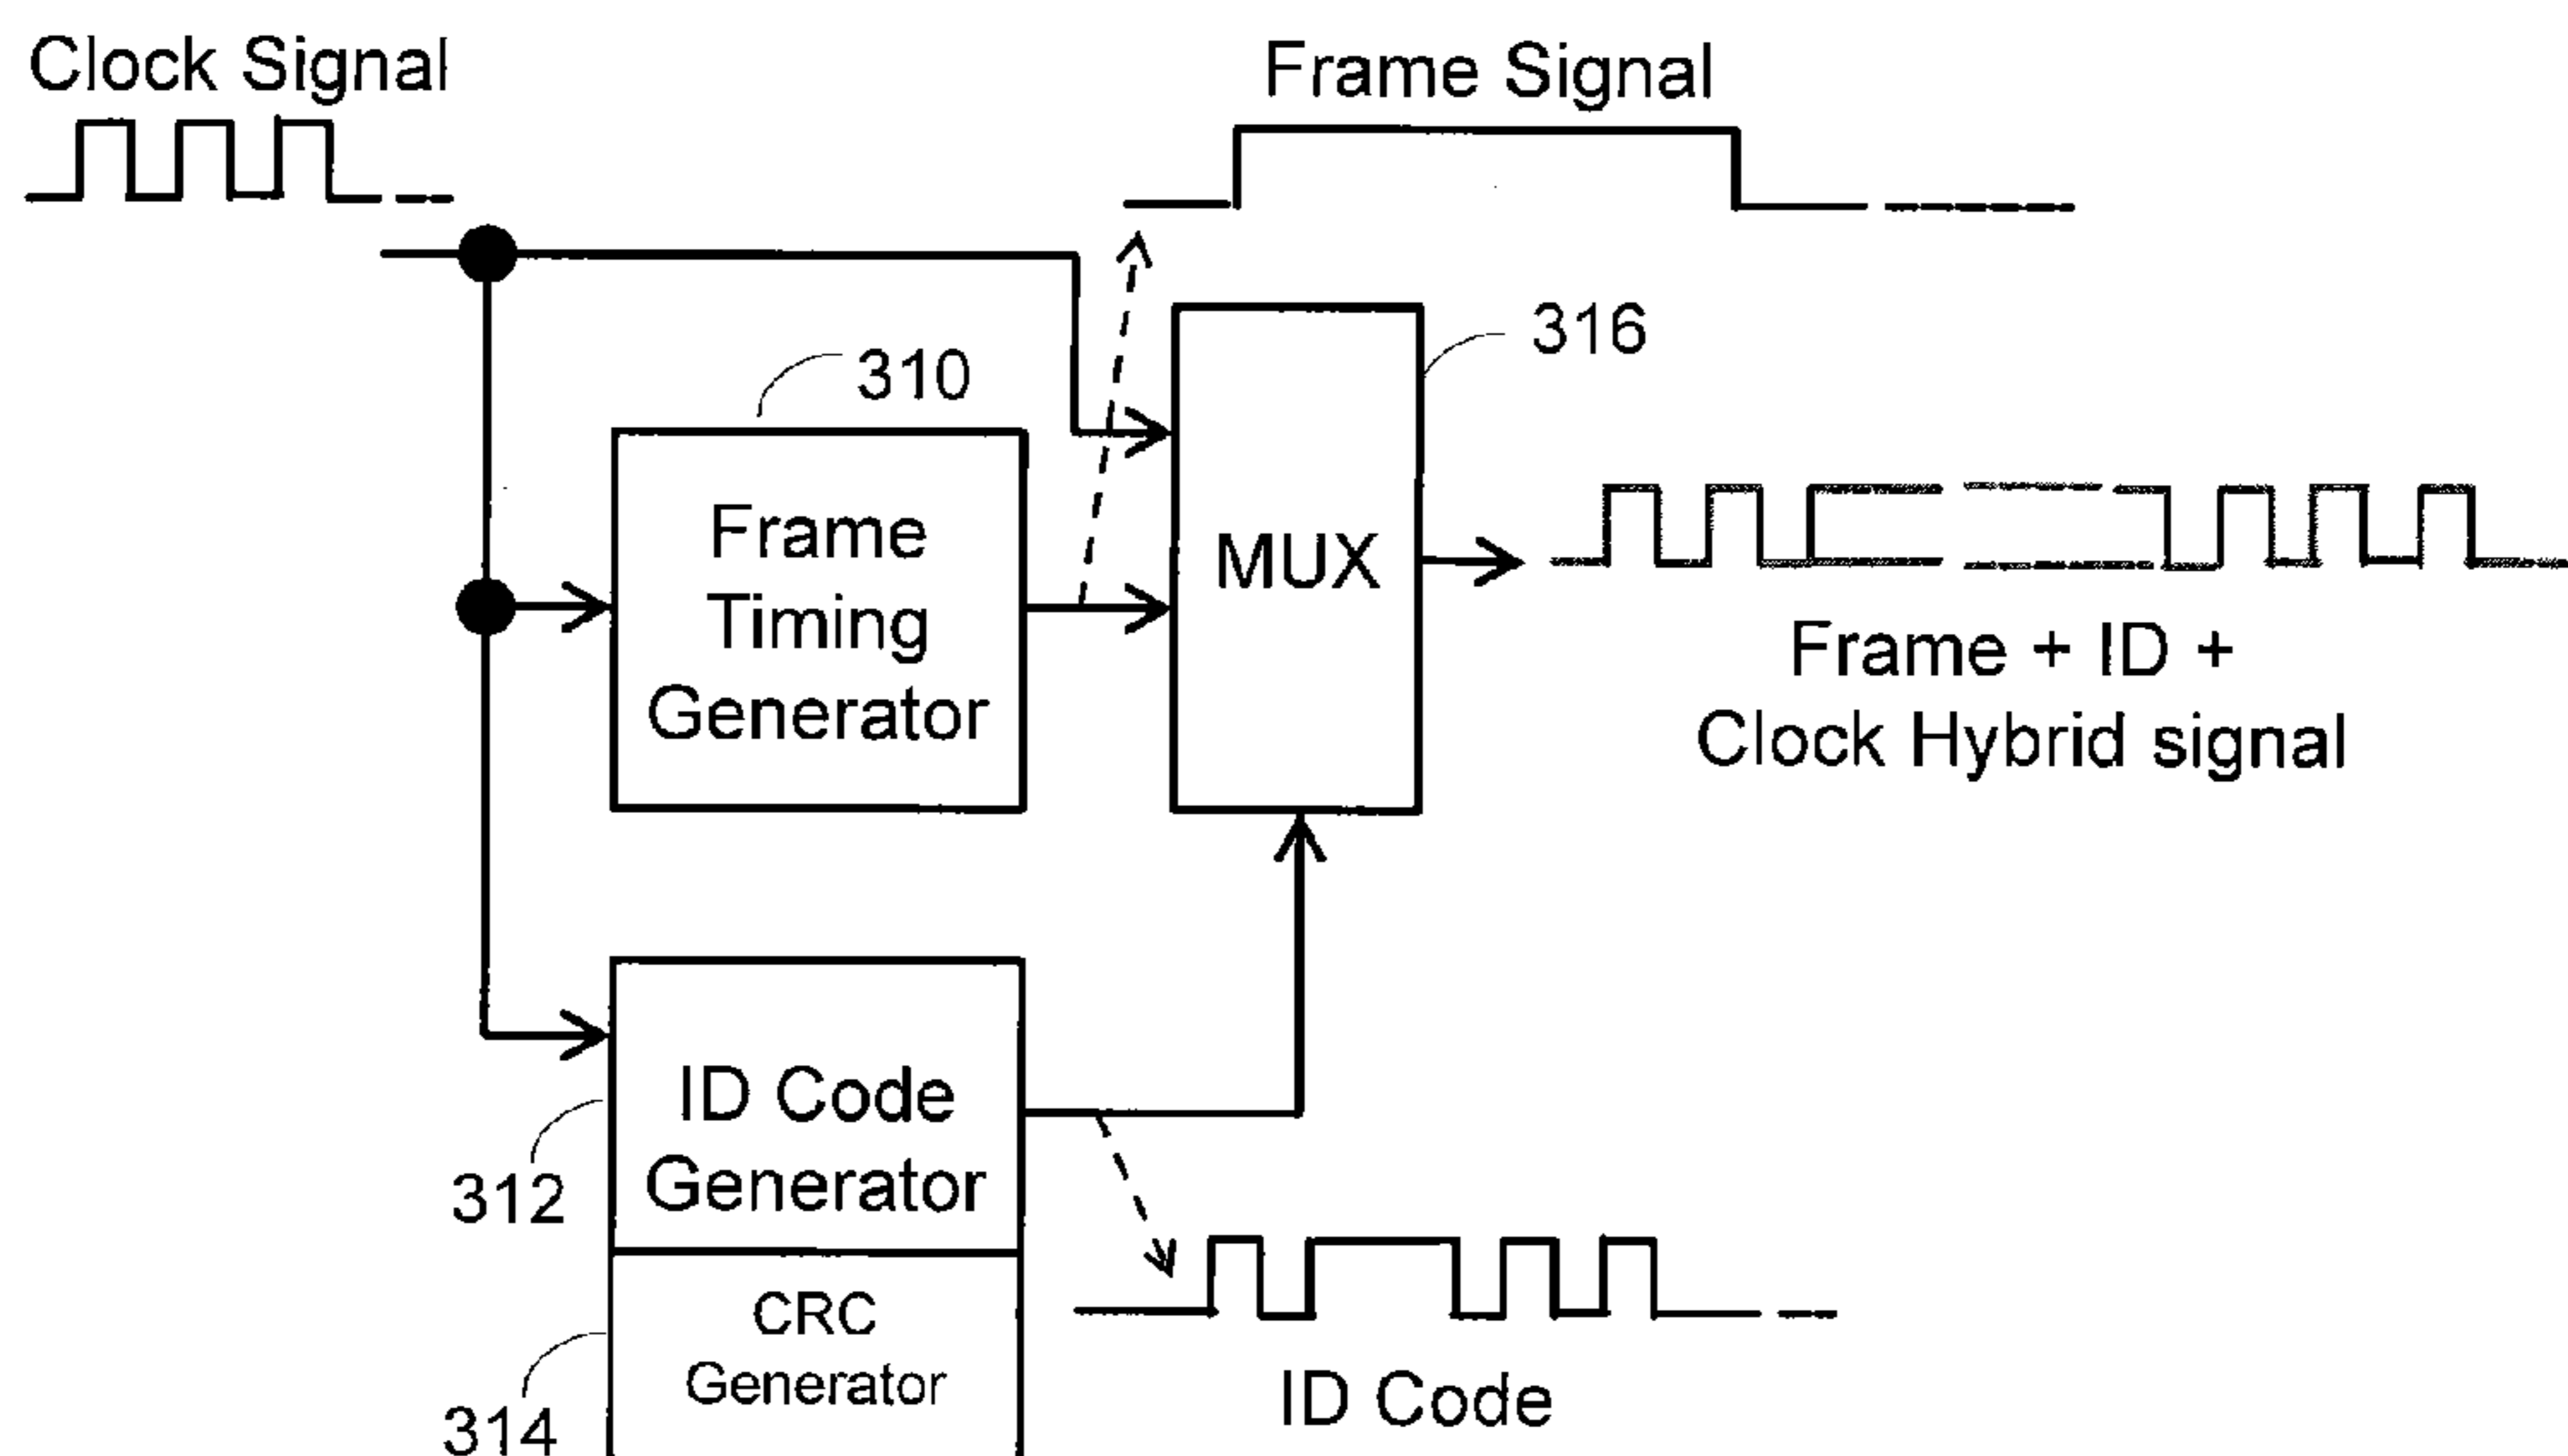 Clock Signal
Frame Signal
310
316
Frame
Timing
Generator
MUX
Frame + ID +
Clock Hybrid signal
ID Code
Generator
312
CRC
Generator
314
ID Code